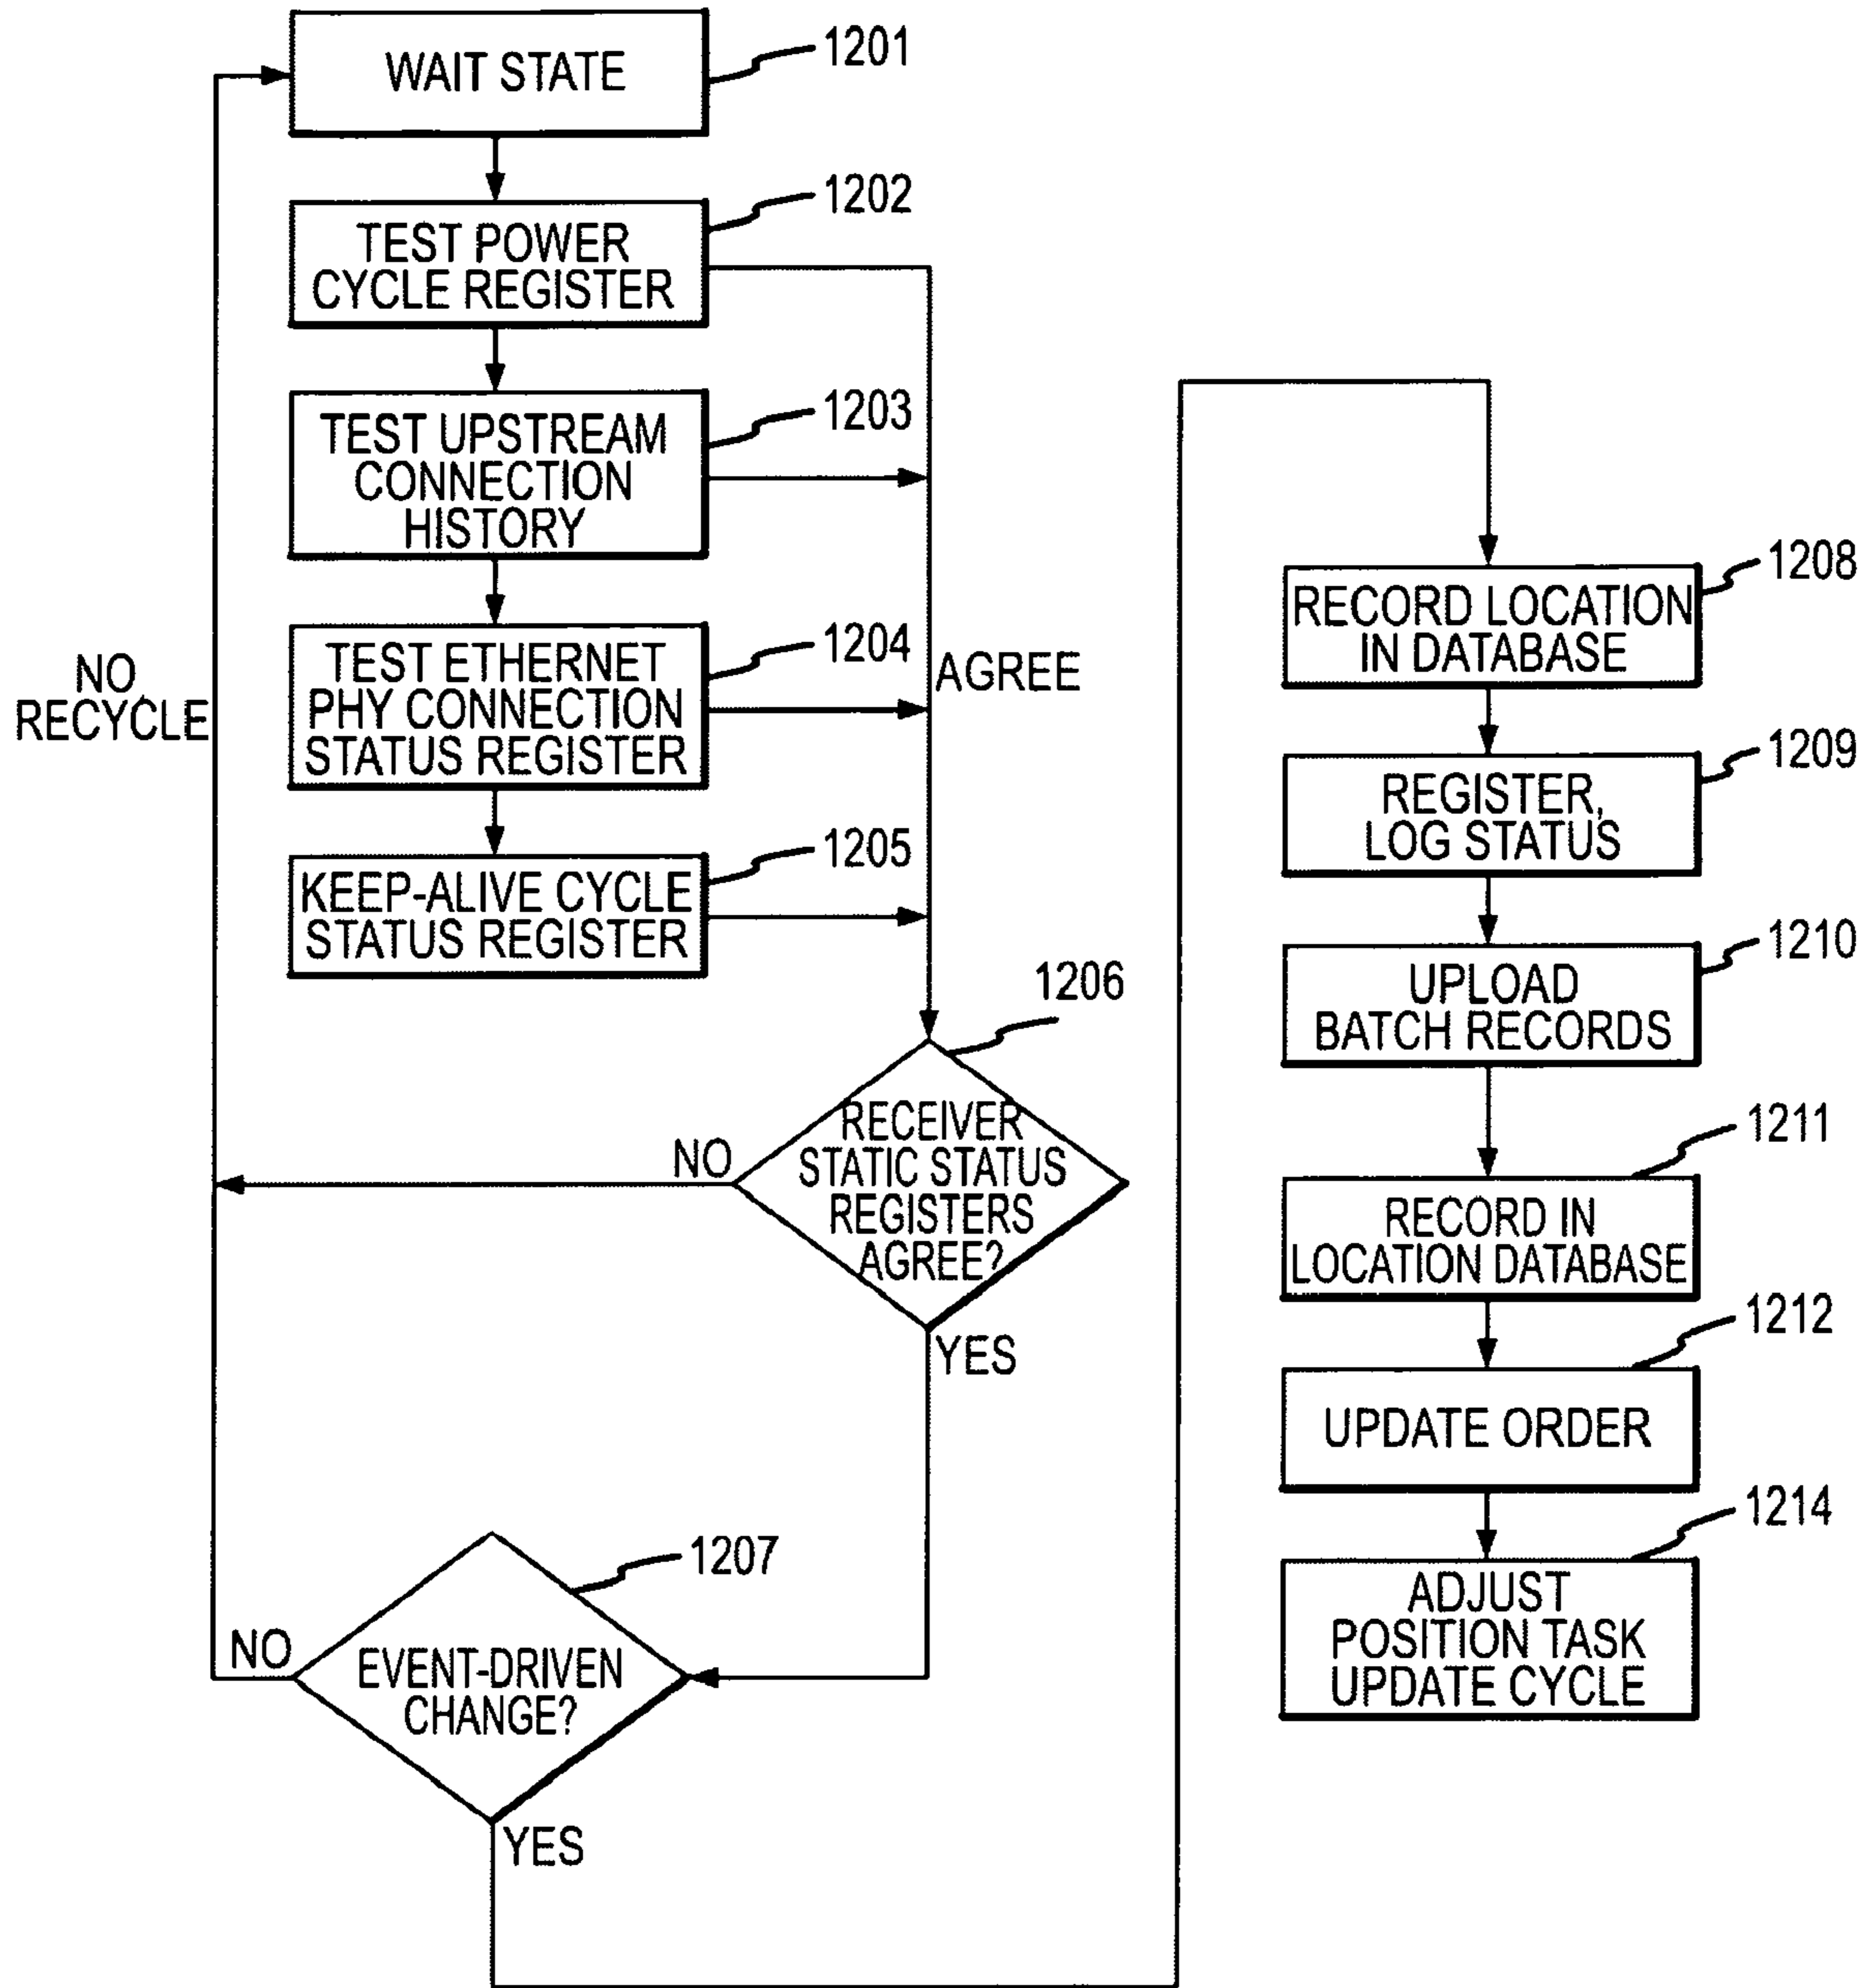 WAIT STATE
1201
TEST POWER
CYCLE REGISTER
1202
TEST UPSTREAM
CONNECTION
HISTORY
1203
TEST ETHERNET
PHY CONNECTION
STATUS REGISTER
1204
KEEP-ALIVE CYCLE
STATUS REGISTER
1205
NO
RECYCLE
AGREE
1206
RECEIVER
STATIC STATUS
REGISTERS
AGREE?
NO
YES
1207
EVENT-DRIVEN
CHANGE?
NO
YES
1208
RECORD LOCATION
IN DATABASE
1209
REGISTER,
LOG STATUS
1210
UPLOAD
BATCH RECORDS
1211
RECORD IN
LOCATION DATABASE
1212
UPDATE ORDER
1214
ADJUST
POSITION TASK
UPDATE CYCLE